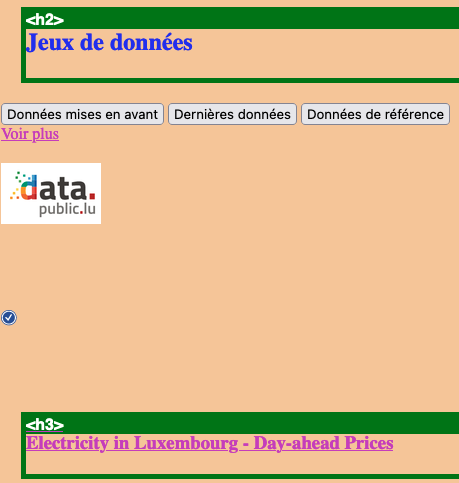 <h2>
Jeux de données
Données mises en avant Dernières données Données de référence
Voir plus
data.
public.lu
<h3>
Electricity in Luxembourg - Day-ahead Prices